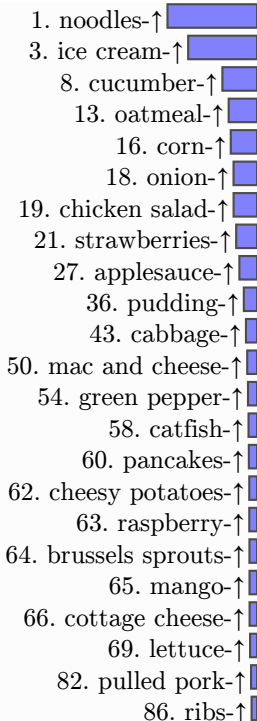 1. noodles-↑
3. ice cream-↑
8. cucumber-↑
13. oatmeal-↑
16. corn-↑
18. onion-↑
19. chicken salad-↑
21. strawberries-↑
27. applesauce-↑
36. pudding-↑
43. cabbage-↑
50. mac and cheese-↑
54. green pepper-↑
58. catfish-↑
60. pancakes-↑
62. cheesy potatoes-↑
63. raspberry-↑
64. brussels sprouts-↑
65. mango-↑
66. cottage cheese-↑
69. lettuce-↑
82. pulled pork-↑
86. ribs-↑